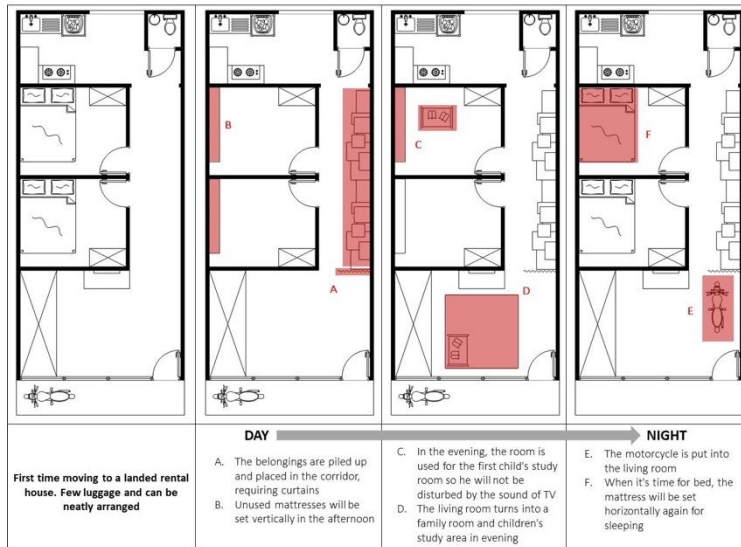 B
A
C
D
F
E
DAY
NIGHT
First time moving to a landed rental
house. Few luggage and can be
neatly arranged
A. The belongings are piled up
and placed in the corridor,
requiring curtains
B. Unused mattresses will be
set vertically in the afternoon
C. In the evening, the room is
used for the first child's study
room so he will not be
disturbed by the sound of TV
D. The living room turns into a
family room and children's
study area in evening
E. The motorcycle is put into
the living room
F. When it's time for bed, the
mattress will be set
horizontally again for
sleeping